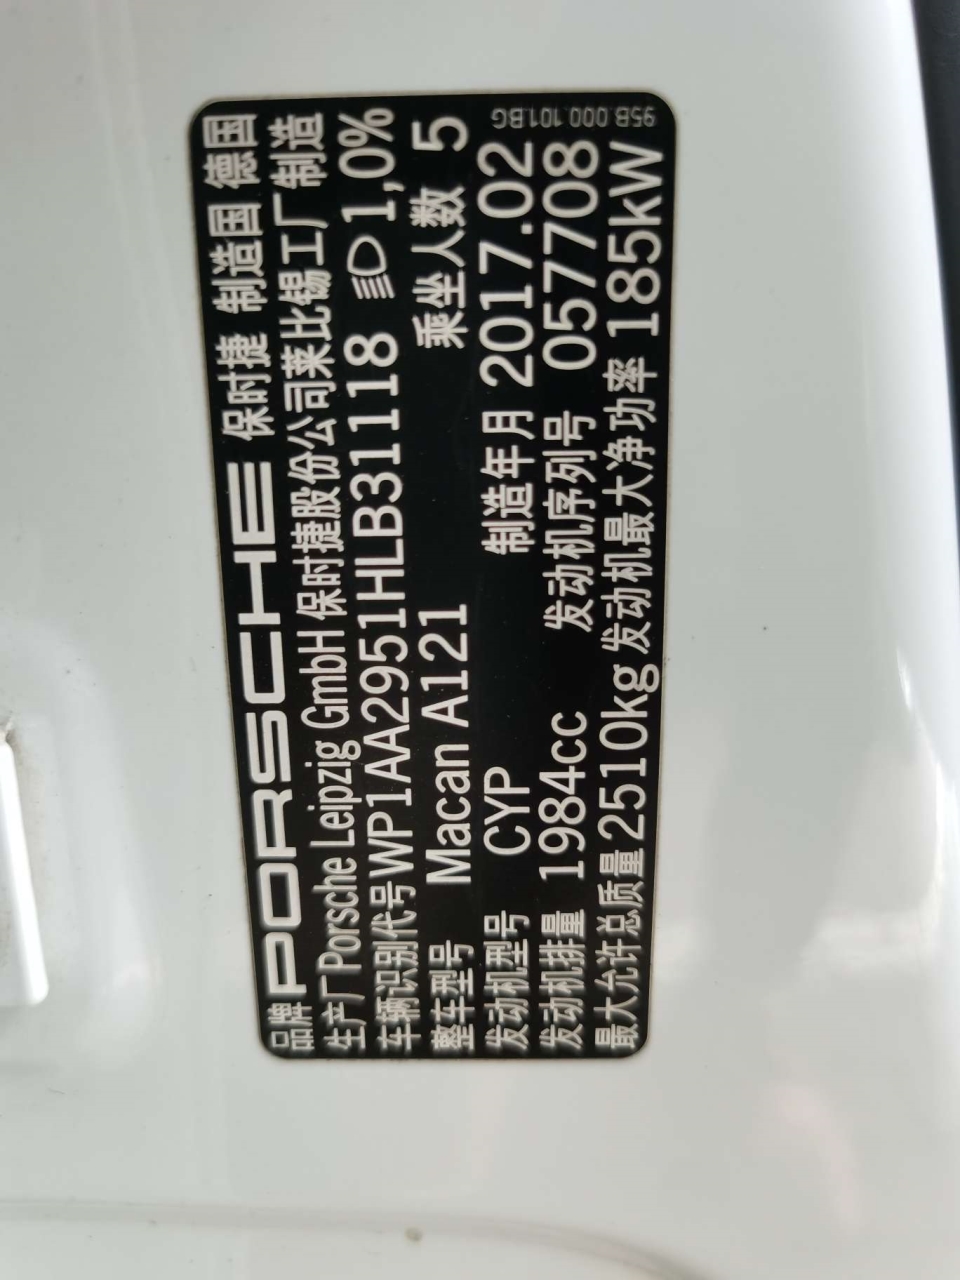 品牌 PORSCHE 保时捷 制造国 德国
生产厂 Porsche Leipzig GmbH 保时捷股份公司莱比锡工厂制造
车辆识别代号 WP1AA2951HLB31118 1,0%
整车型号 Macan A121 乘坐人数 5
发动机型号 CYP 制造年月 2017.02
发动机排量 1984cc 发动机序列号 057708
最大允许总质量 2510kg 发动机最大净功率 185kW
95B.000.101.BG